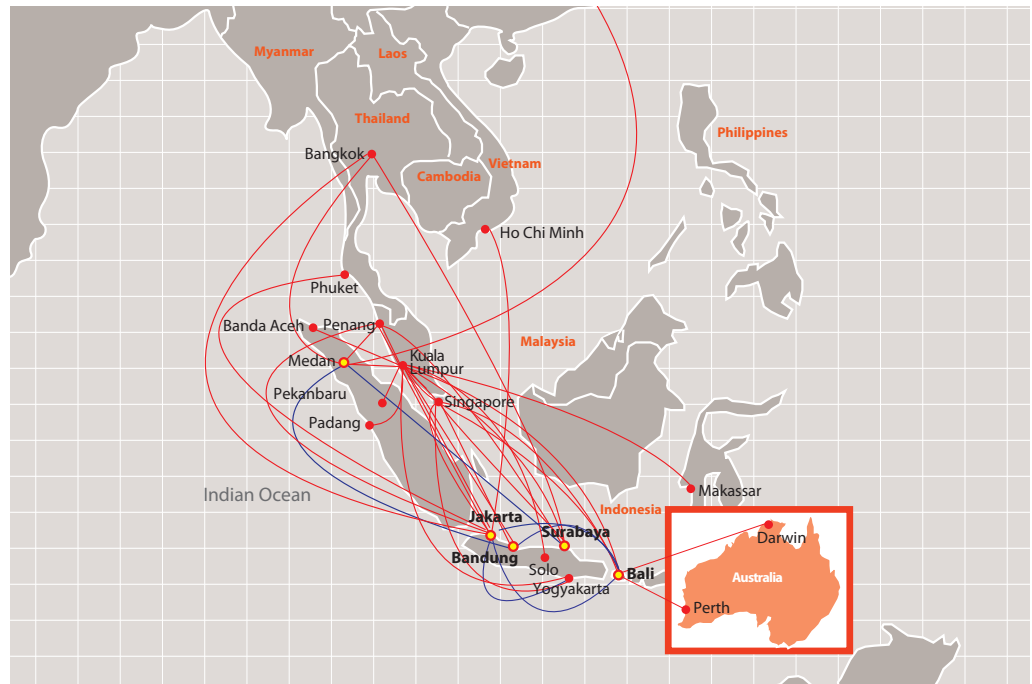 Myanmar
Laos
Thailand
Bangkok
Philippines
Vietnam
Cambodia
Ho Chi Minh
Phuket
Banda Aceh
Penang
Malaysia
Medan
Kuala
Lumpur
Pekanbaru
Singapore
Padang
Makassar
Indian Ocean
Indonesia
Jakarta
Surabaya
Darwin
Bandung
Solo
Bali
Australia
Yogyakarta
Perth